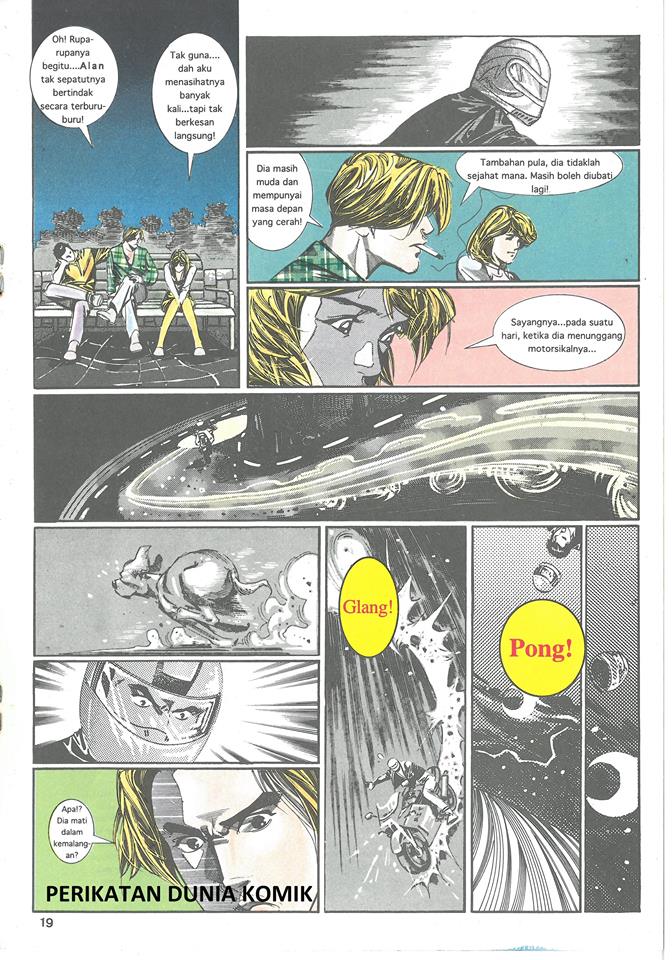 Oh! Rupa-
rupanya
begitu....Alan
tak sepatutnya
bertindak
secara terburu-
buru!
Tak guna....
dah aku
menasihatnya
banyak
kali...tapi tak
berkesan
langsung!
Dia masih
muda dan
mempunyai
masa depan
yang cerah!
Tambahan pula, dia tidaklah
sejahat mana. Masih boleh diubati
lagi!
Sayangnya...pada suatu
hari, ketika dia menunggang
motorsikalnya...
Glang!
Pong!
Apa!?
Dia mati
dalam
kemalang-
an?
PERIKATAN DUNIA KOMIK
19